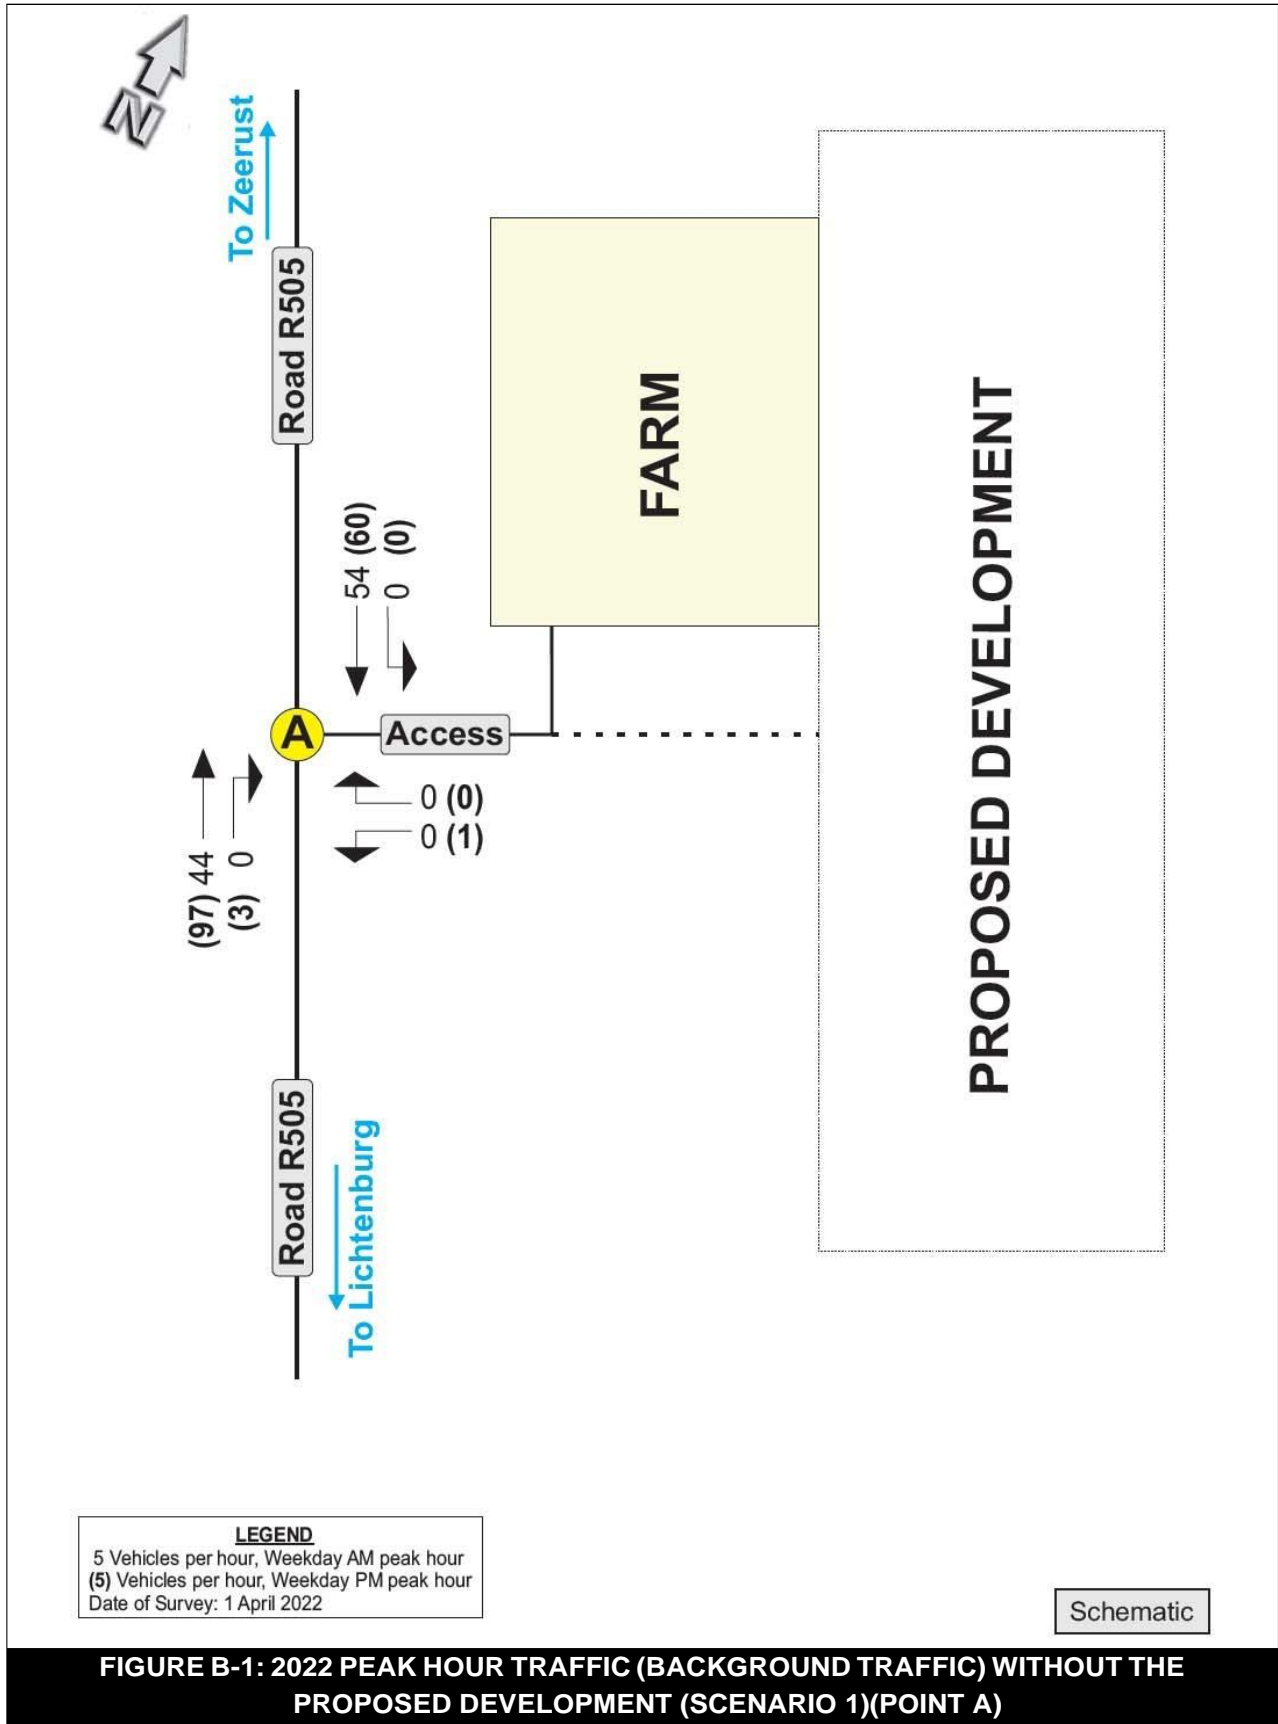 N
To Zeerust
Road R505
FARM
PROPOSED DEVELOPMENT
54 (60)
0 (0)
A
Access
0 (0)
0 (1)
(97) 44
(3) 0
Road R505
To Lichtenburg
LEGEND
5 Vehicles per hour, Weekday AM peak hour
(5) Vehicles per hour, Weekday PM peak hour
Date of Survey: 1 April 2022
Schematic
FIGURE B-1: 2022 PEAK HOUR TRAFFIC (BACKGROUND TRAFFIC) WITHOUT THE
PROPOSED DEVELOPMENT (SCENARIO 1)(POINT A)